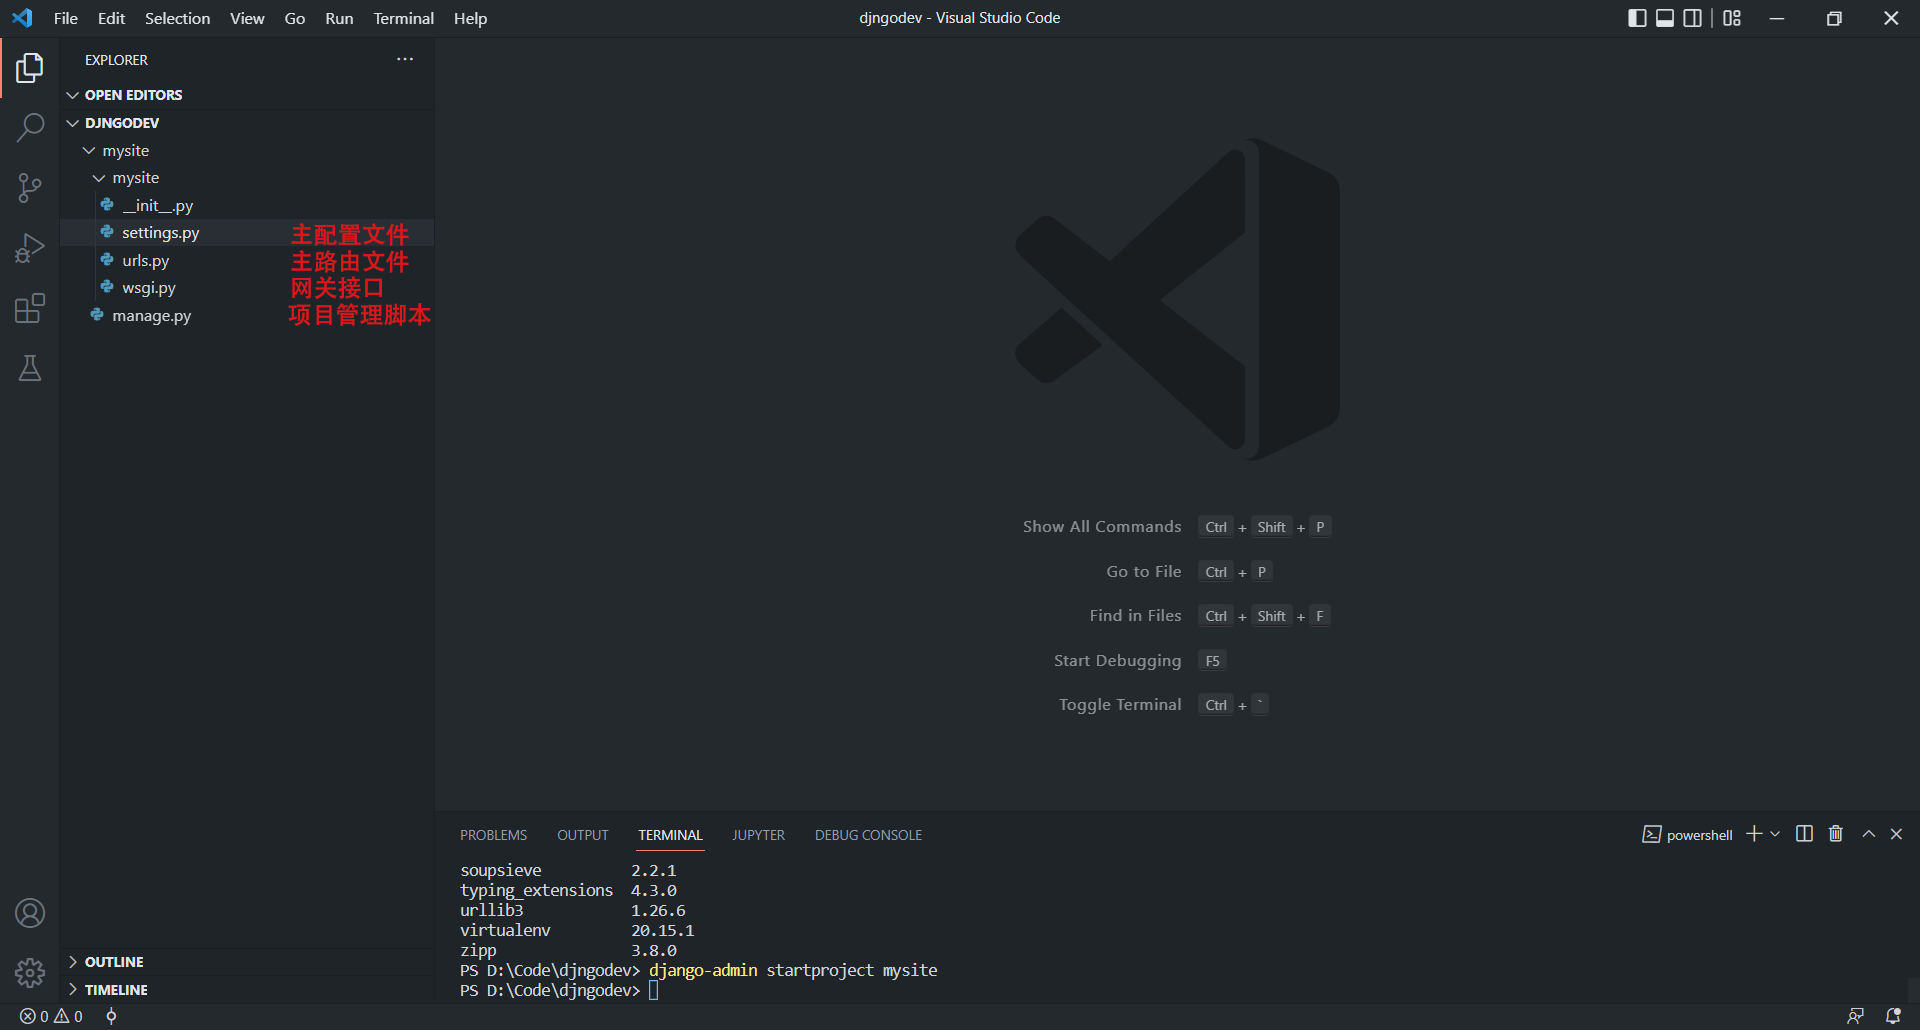 File Edit Selection View Go Run Terminal Help
djngodev - Visual Studio Code
EXPLORER
OPEN EDITORS
DJNGODEV
mysite
mysite
__init__.py
settings.py 主配置文件
urls.py 主路由文件
wsgi.py 网关接口
manage.py 项目管理脚本
Show All Commands Ctrl + Shift + P
Go to File Ctrl + P
Find in Files Ctrl + Shift + F
Start Debugging F5
Toggle Terminal Ctrl + `
PROBLEMS OUTPUT TERMINAL JUPYTER DEBUG CONSOLE
powershell
soupsieve 2.2.1
typing_extensions 4.3.0
urllib3 1.26.6
virtualenv 20.15.1
zipp 3.8.0
PS D:\Code\djngodev> django-admin startproject mysite
PS D:\Code\djngodev>
OUTLINE
TIMELINE
0 0